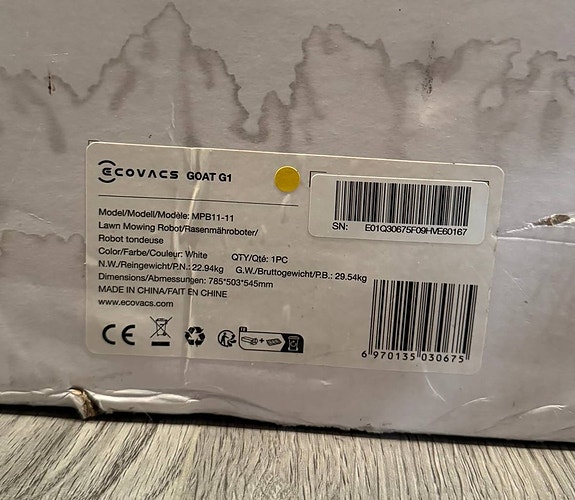 ECOVACS GOAT G1
Model/Modell/Modèle: MPB11-11
Lawn Mowing Robot/Rasenmähroboter/
Robot tondeuse
Color/Farbe/Couleur: White QTY/Qté: 1PC
N.W./Reingewicht/P.N.: 22.94kg G.W./Bruttogewicht/P.B.: 29.54kg
Dimensions/Abmessungen: 785*503*545mm
MADE IN CHINA/FAIT EN CHINE
www.ecovacs.com
SN: E01Q30675F09HVE60167
CE
6 970135 030675